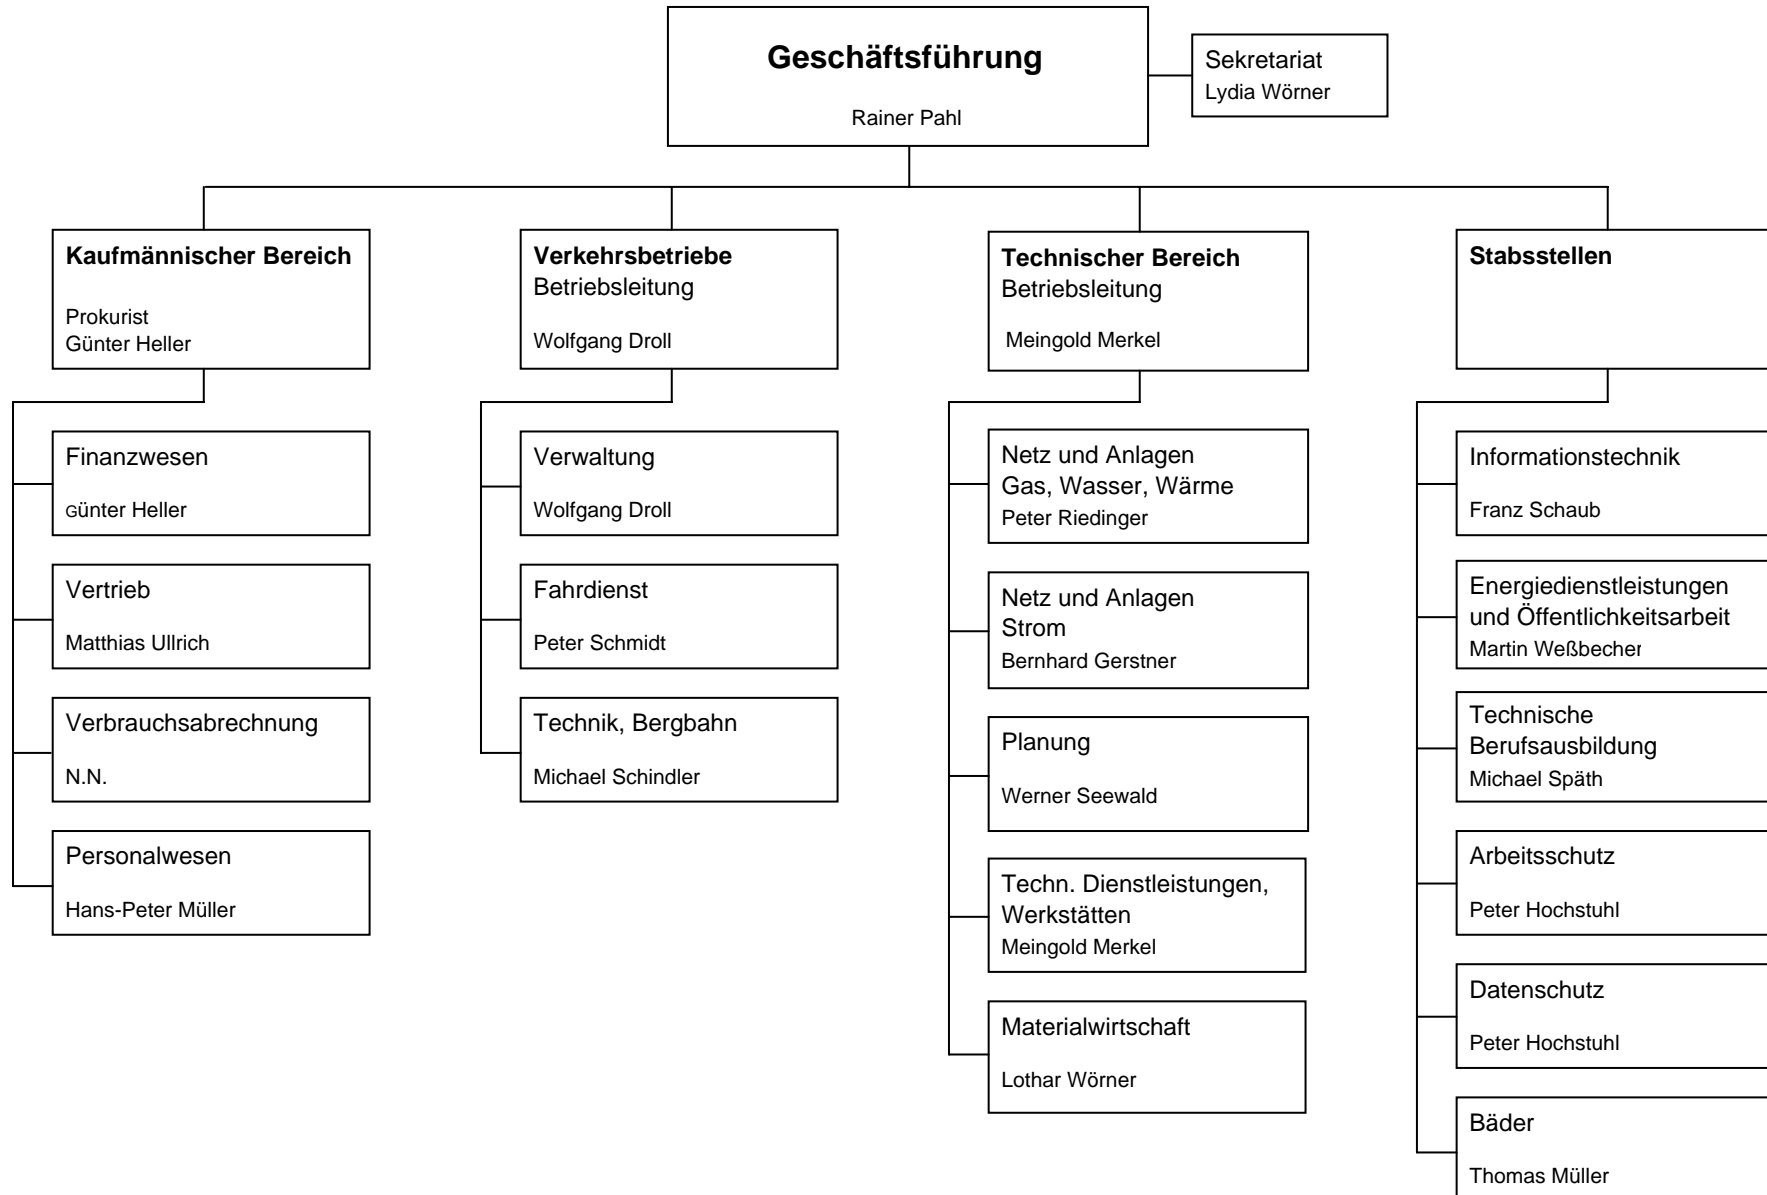 Geschäftsführung
Rainer Pahl
Sekretariat
Lydia Wörner
Kaufmännischer Bereich
Prokurist
Günter Heller
Finanzwesen
Günter Heller
Vertrieb
Matthias Ullrich
Verbrauchsabrechnung
N.N.
Personalwesen
Hans-Peter Müller
Verkehrsbetriebe
Betriebsleitung
Wolfgang Droll
Verwaltung
Wolfgang Droll
Fahrdienst
Peter Schmidt
Technik, Bergbahn
Michael Schindler
Technischer Bereich
Betriebsleitung
Meingold Merkel
Netz und Anlagen
Gas, Wasser, Wärme
Peter Riedinger
Netz und Anlagen
Strom
Bernhard Gerstner
Planung
Werner Seewald
Techn. Dienstleistungen,
Werkstätten
Meingold Merkel
Materialwirtschaft
Lothar Wörner
Stabsstellen
Informationstechnik
Franz Schaub
Energiedienstleistungen
und Öffentlichkeitsarbeit
Martin Weßbecher
Technische
Berufsausbildung
Michael Späth
Arbeitsschutz
Peter Hochstuhl
Datenschutz
Peter Hochstuhl
Bäder
Thomas Müller